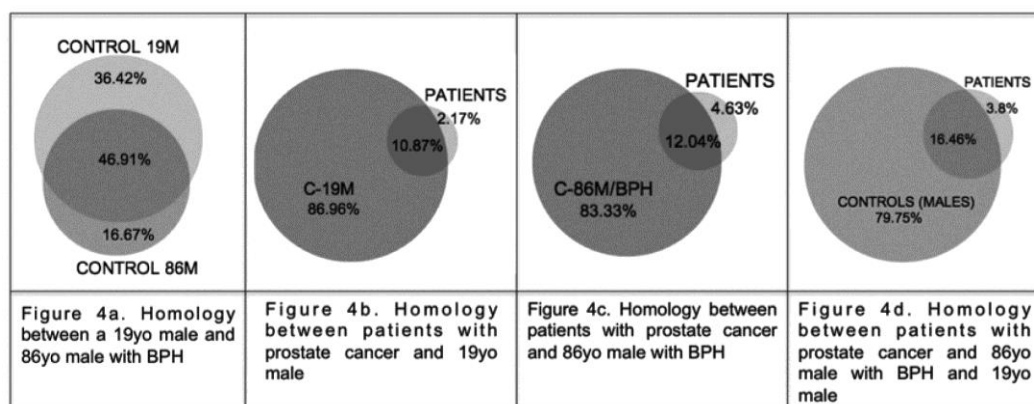 CONTROL 19M
36.42%
46.91%
16.67%
CONTROL 86M
PATIENTS
2.17%
10.87%
C-19M
86.96%
PATIENTS
4.63%
12.04%
C-86M/BPH
83.33%
PATIENTS
3.8%
16.46%
CONTROLS (MALES)
79.75%
Figure 4a. Homology
between a 19yo male and
86yo male with BPH
Figure 4b. Homology
between patients with
prostate cancer and 19yo
male
Figure 4c. Homology between
patients with prostate cancer
and 86yo male with BPH
Figure 4d. Homology
between patients with
prostate cancer and 86yo
male with BPH and 19yo
male